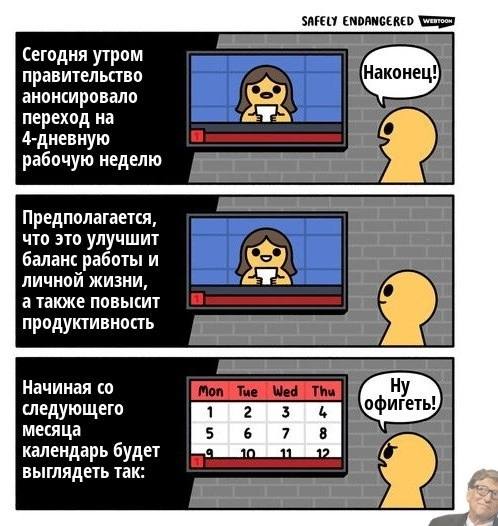 SAFELY ENDANGERED WEBTOON
Сегодня утром
правительство
анонсировало
переход на
4-дневную
рабочую неделю
Наконец!
Предполагается,
что это улучшит
баланс работы и
личной жизни,
а также повысит
продуктивность
Начиная со
следующего
месяца
календарь будет
выглядеть так:
Mon Tue Wed Thu
1 2 3 4
5 6 7 8
9 10 11 12
Ну
офигеть!